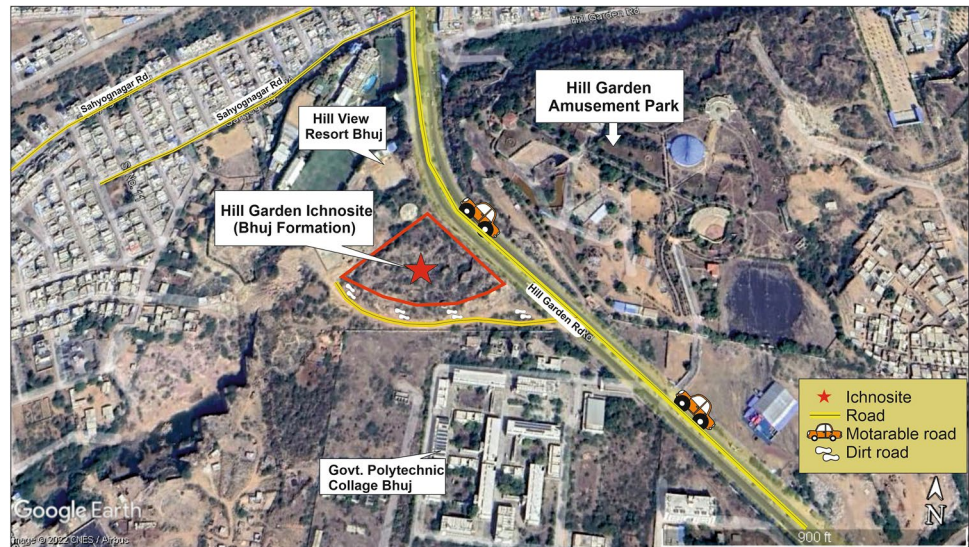 Hill Garden Rd
Sahyognagar Rd
Sahyognagar Rd
Hill View
Resort Bhuj
Hill Garden
Amusement Park
Hill Garden Ichnosite
(Bhuj Formation)
Hill Garden Rd
Govt. Polytechnic
Collage Bhuj
Ichnosite
Road
Motarable road
Dirt road
N
900 ft
Google Earth
Image © 2022 CNES / Airbus